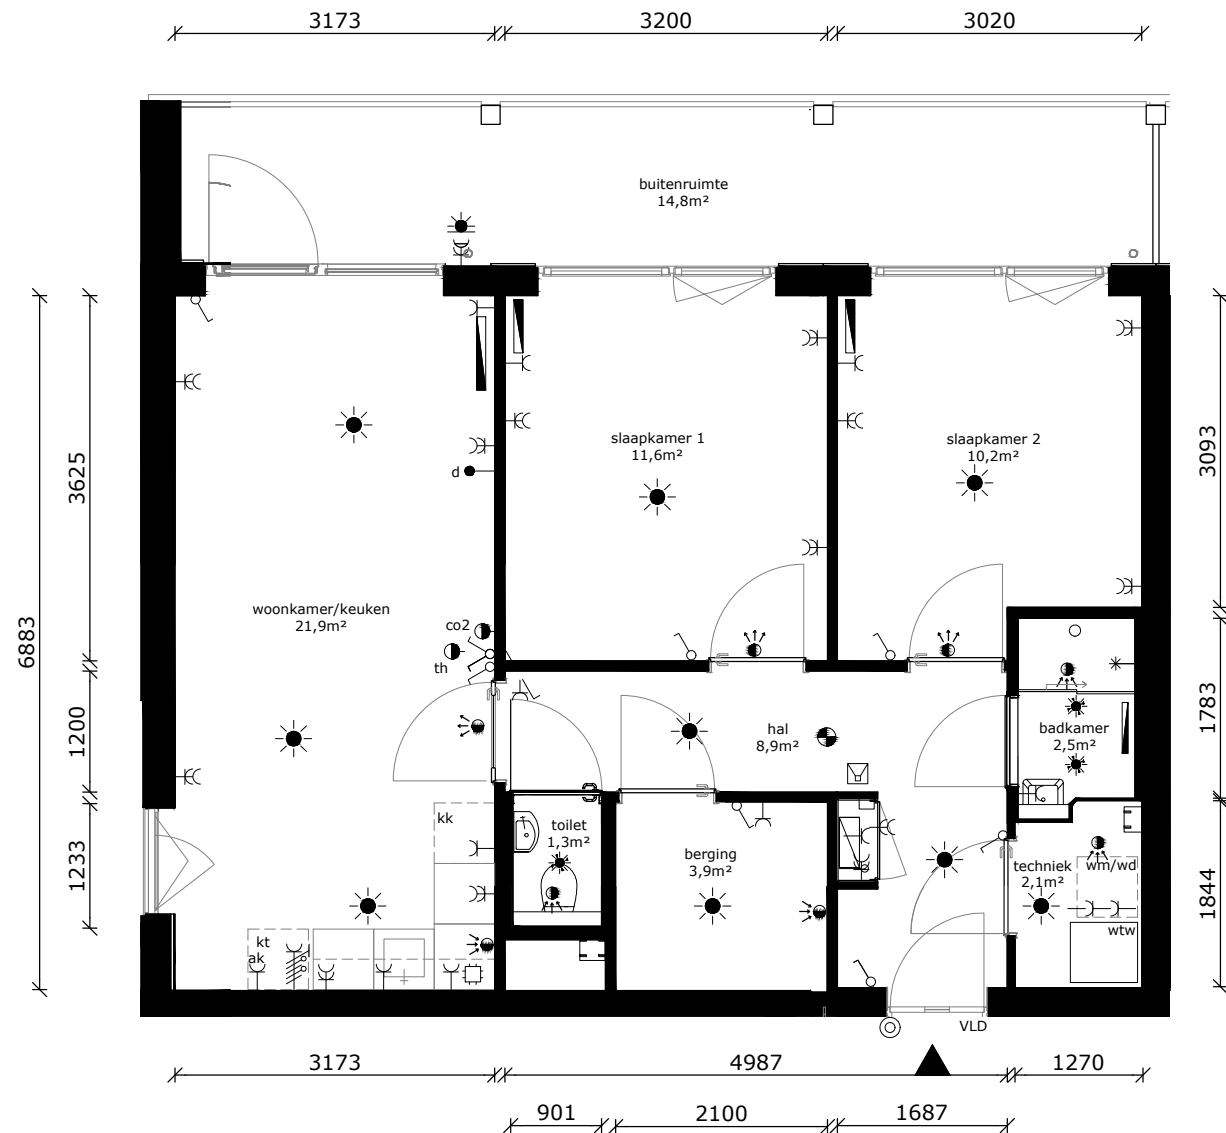 3173
3200
3020
buitenruimte
14,8m²
slaapkamer 1
11,6m²
slaapkamer 2
10,2m²
3625
3093
d
6883
woonkamer/keuken
21,9m²
co2
th
1200
1783
hal
8,9m²
badkamer
2,5m²
kk
toilet
1,3m²
berging
3,9m²
1233
techniek
2,1m²
wm/wd
1844
wtw
kt
ak
VLD
3173
4987
1270
901
2100
1687